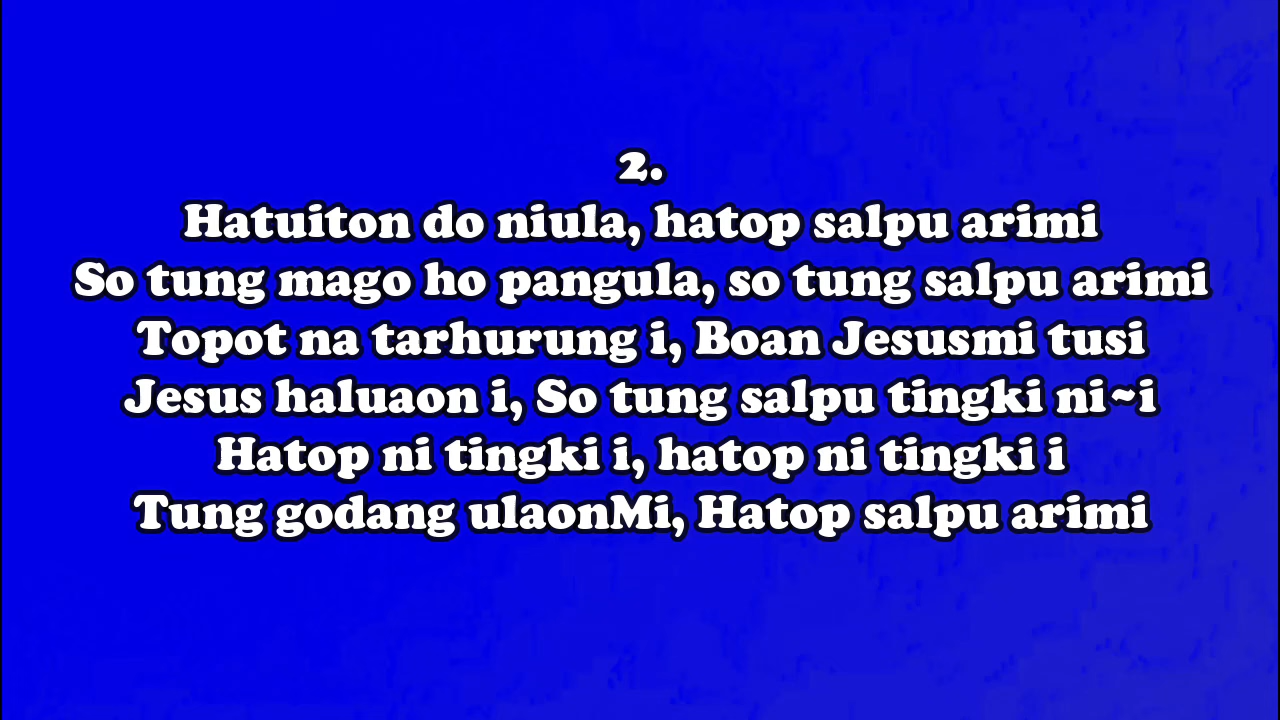 2.
Hatuiton do niula, hatop salpu arimi
So tung mago ho pangula, so tung salpu arimi
Topot na tarhurung i, Boan Jesusmi tusi
Jesus haluaon i, So tung salpu tingki ni~i
Hatop ni tingki i, hatop ni tingki i
Tung godang ulaonMi, Hatop salpu arimi